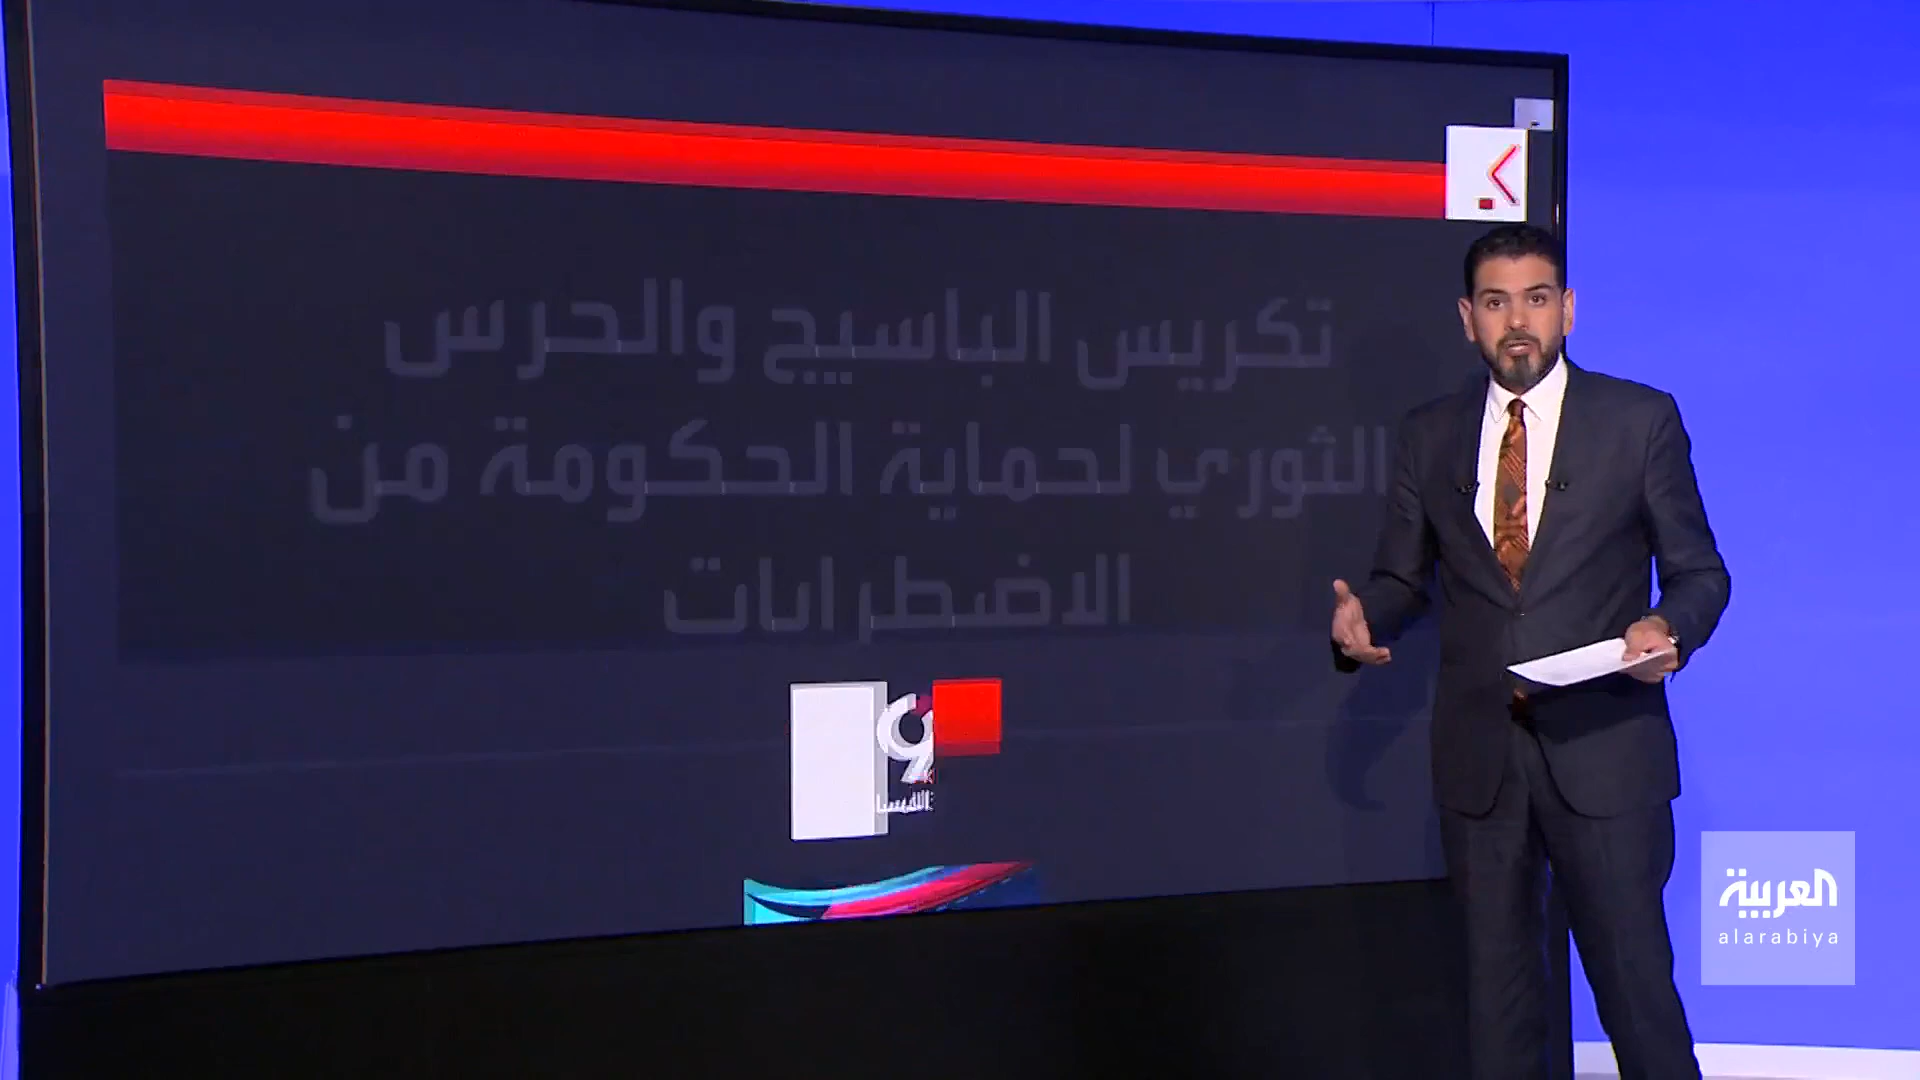 تكريس الباسيج والحرس
الثوري لحماية الحكومة من
الاضطرابات
العربية
alarabiya